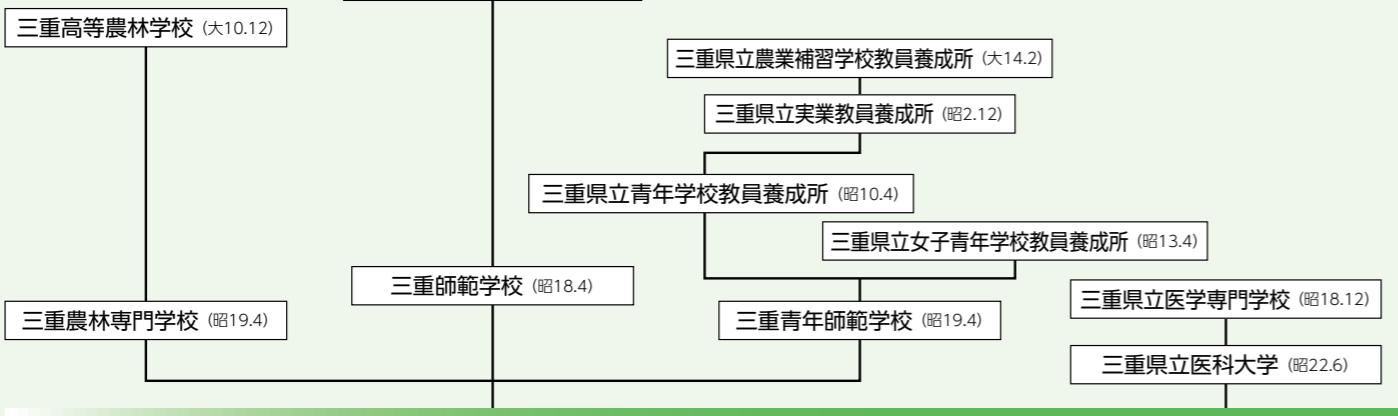 三重高等農林学校 (大10.12)
三重県立農業補習学校教員養成所 (大14.2)
三重県立実業教員養成所 (昭2.12)
三重県立青年学校教員養成所 (昭10.4)
三重県立女子青年学校教員養成所 (昭13.4)
三重師範学校 (昭18.4)
三重県立医学専門学校 (昭18.12)
三重農林専門学校 (昭19.4)
三重青年師範学校 (昭19.4)
三重県立医科大学 (昭22.6)